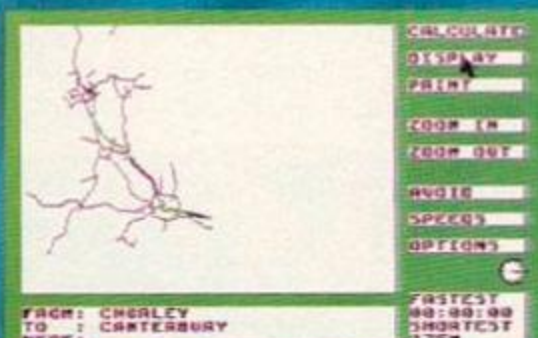 CALCULATE
DISPLAY
PRINT
ZOOM IN
ZOOM OUT
AVOID
SPEEDS
OPTIONS
FROM: CHORLEY
TO : CANTERBURY
FASTEST
00:00:00
SHORTEST